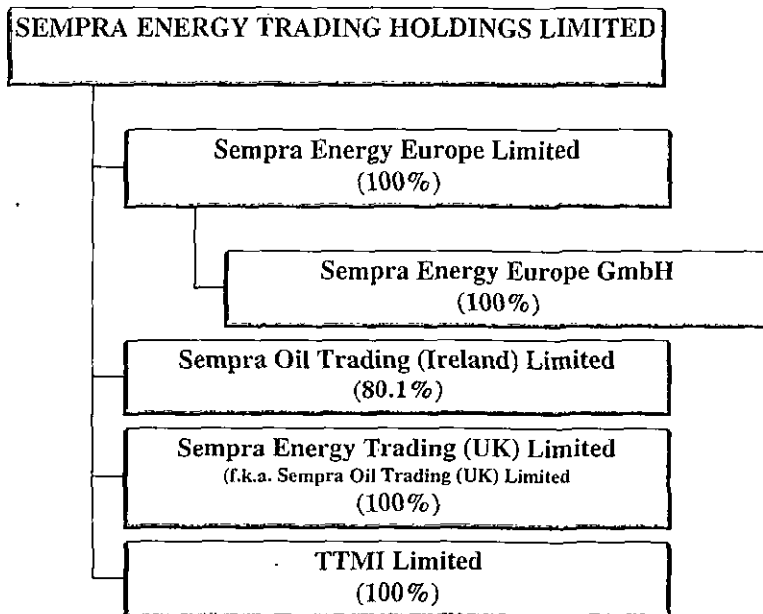 SEMPRA ENERGY TRADING HOLDINGS LIMITED
Sempra Energy Europe Limited
(100%)
Sempra Energy Europe GmbH
(100%)
Sempra Oil Trading (Ireland) Limited
(80.1%)
Sempra Energy Trading (UK) Limited
(f.k.a. Sempra Oil Trading (UK) Limited
(100%)
TTMI Limited
(100%)